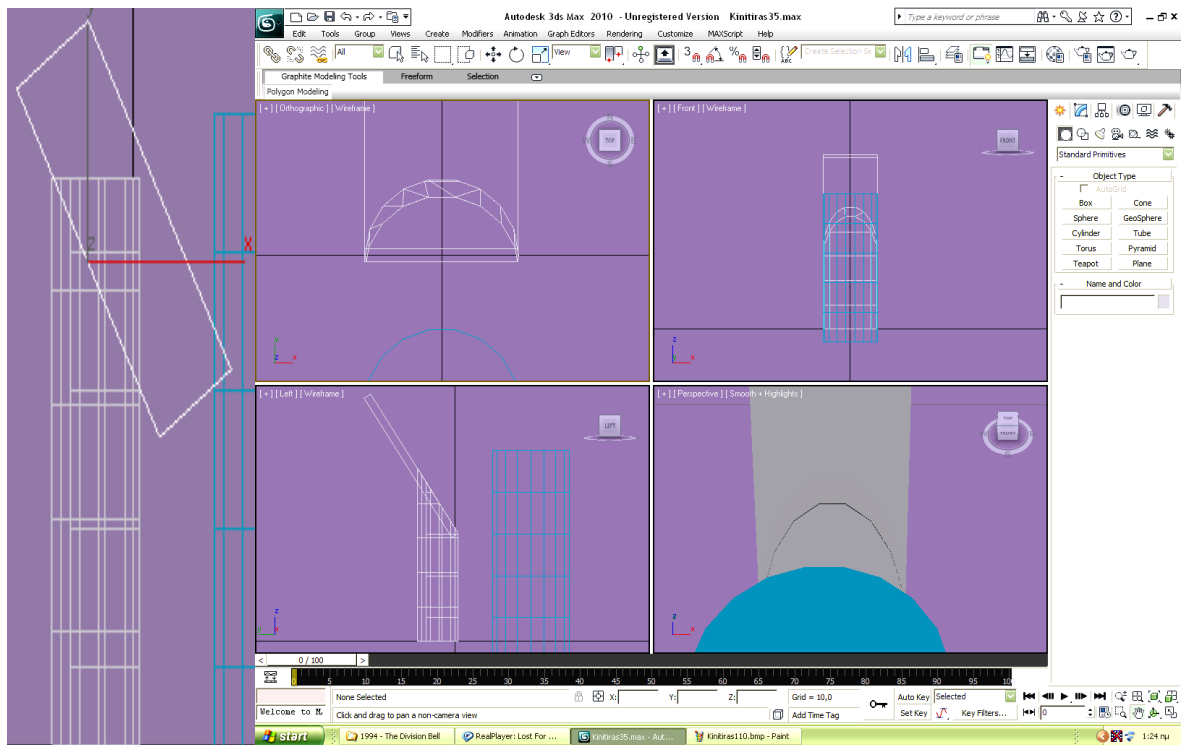 Autodesk 3ds Max 2010 - Unregistered Version Kinitiras35.max
Type a keyword or phrase
Edit Tools Group Views Create Modifiers Animation Graph Editors Rendering Customize MAXScript Help
All
View
3
Create Selection Se
ABC
Graphite Modeling Tools Freeform Selection
Polygon Modeling
[ + ] [ Orthographic ] [ Wireframe ]
TOP
[ + ] [ Front ] [ Wireframe ]
FRONT
Standard Primitives
- Object Type
AutoGrid
Box Cone
Sphere GeoSphere
Cylinder Tube
Torus Pyramid
Teapot Plane
- Name and Color
X
Z
y
z x
z
y x
[ + ] [ Left ] [ Wireframe ]
LEFT
[ + ] [ Perspective ] [ Smooth + Highlights ]
TOP
FRONT
z
y x
z
x
< 0 / 100 >
0 5 10 15 20 25 30 35 40 45 50 55 60 65 70 75 80 85 90 95 100
None Selected X: Y: Z: Grid = 10,0 Auto Key Selected
Welcome to M. Click and drag to pan a non-camera view Add Time Tag Set Key Key Filters... 0
start 1994 - The Division Bell RealPlayer: Lost For ... Kinitiras35.max - Aut... Kinitiras110.bmp - Paint 1:24 πμ